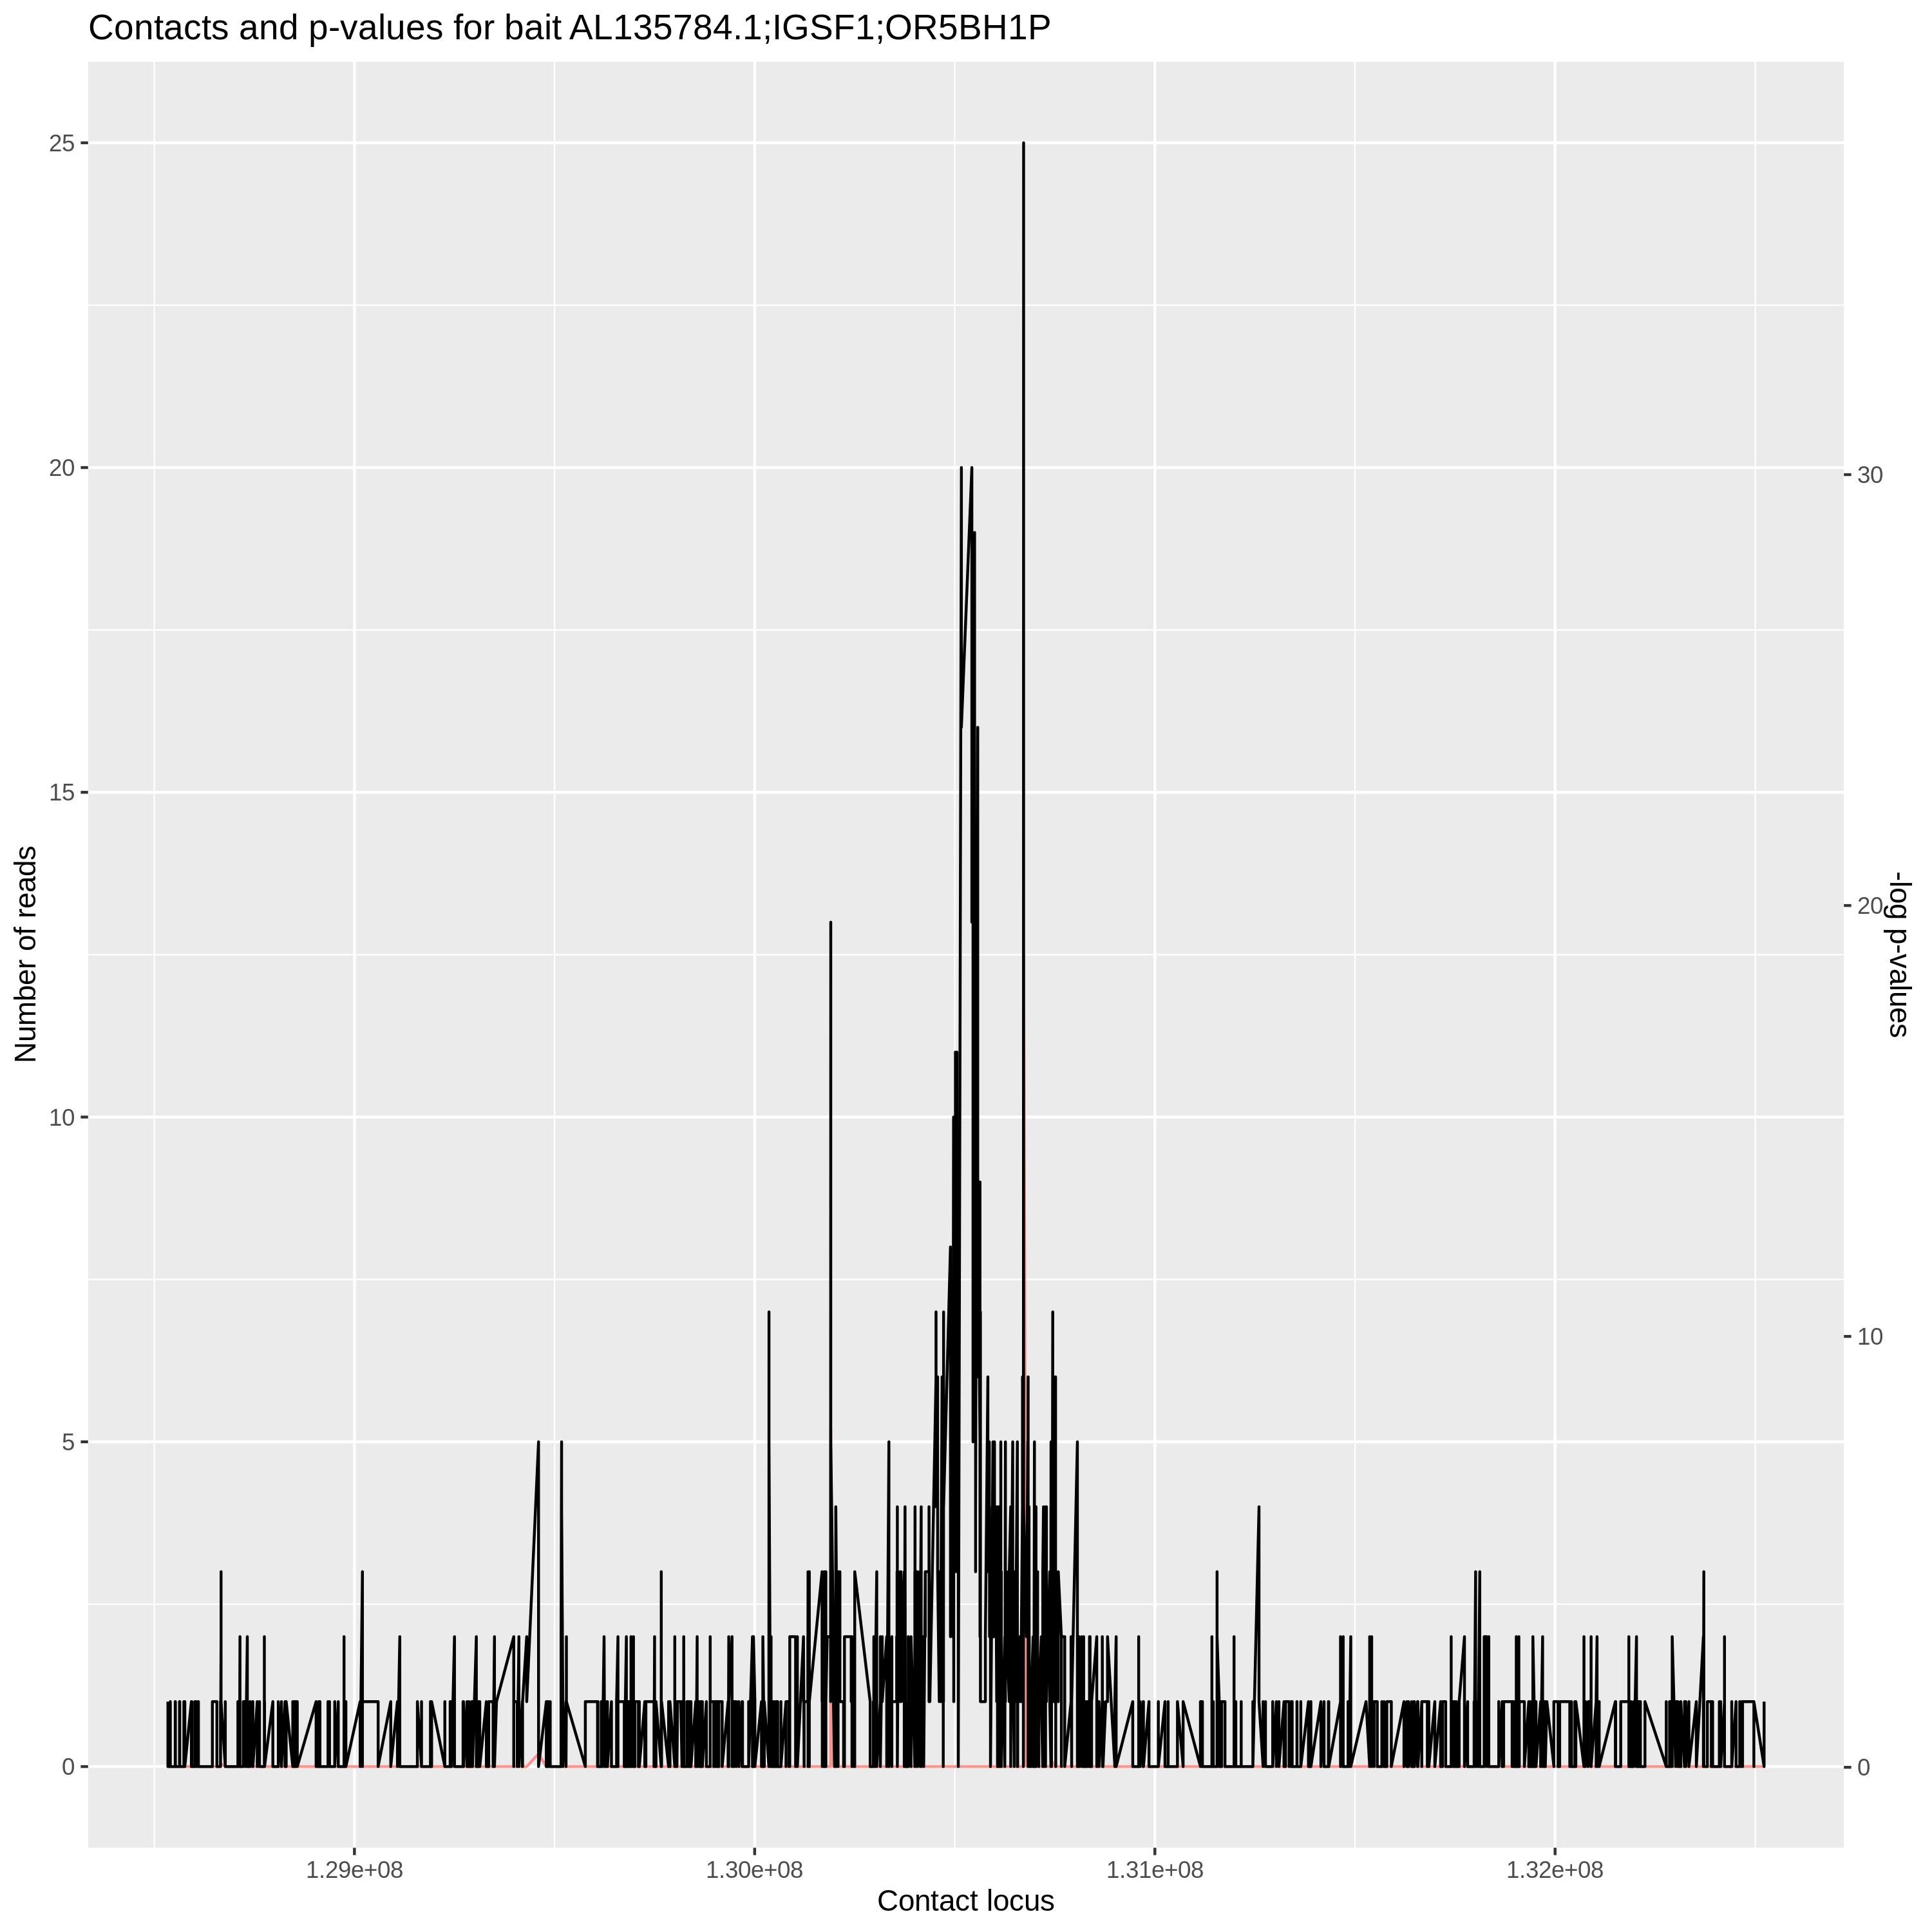 Contacts and p-values for bait AL135784.1;IGSF1;OR5BH1P
25
20
15
10
5
0
Number of reads
30
20
10
0
-log p-values
1.29e+08 1.30e+08 1.31e+08 1.32e+08
Contact locus